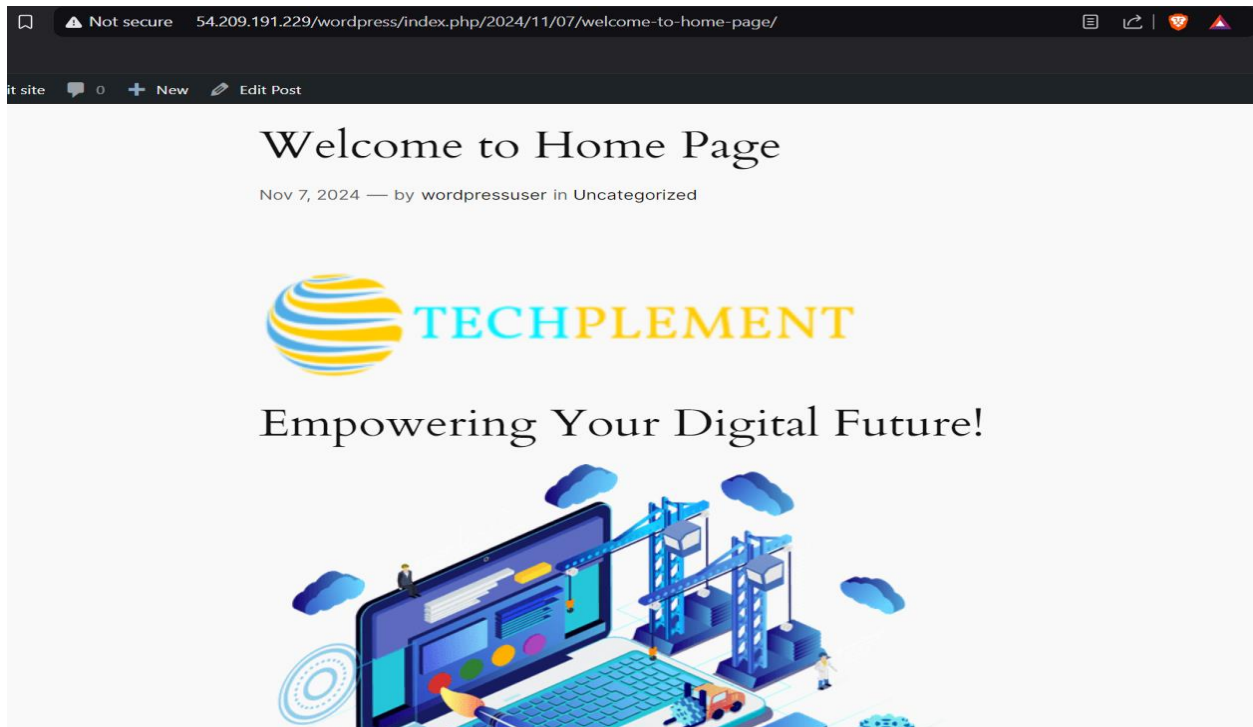 Not secure 54.209.191.229/wordpress/index.php/2024/11/07/welcome-to-home-page/
it site 0 New Edit Post
Welcome to Home Page
Nov 7, 2024 — by wordpressuser in Uncategorized
TECHPLEMENT
Empowering Your Digital Future!